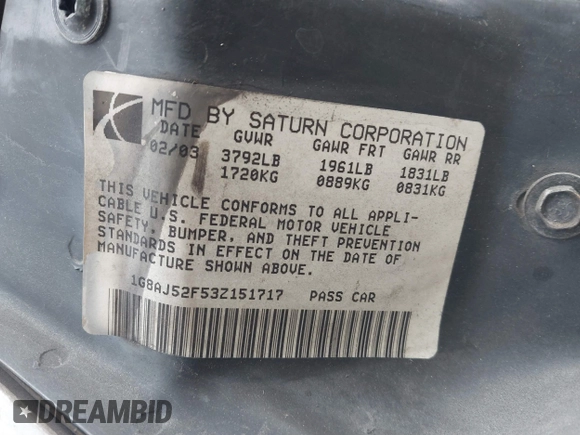 MFD BY SATURN CORPORATION
DATE GVWR GAWR FRT GAWR RR
02/03 3792LB 1961LB 1831LB
1720KG 0889KG 0831KG
THIS VEHICLE CONFORMS TO ALL APPLI-
CABLE U.S. FEDERAL MOTOR VEHICLE
SAFETY, BUMPER, AND THEFT PREVENTION
STANDARDS IN EFFECT ON THE DATE OF
MANUFACTURE SHOWN ABOVE.
1G8AJ52F53Z151717 PASS CAR
DREAMBID